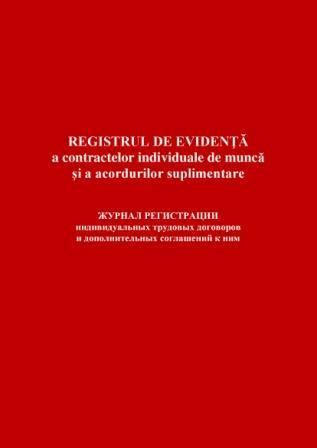 REGISTRUL DE EVIDENȚĂ
a contractelor individuale de muncă
și a acordurilor suplimentare
ЖУРНАЛ РЕГИСТРАЦИИ
индивидуальных трудовых договоров
и дополнительных соглашений к ним